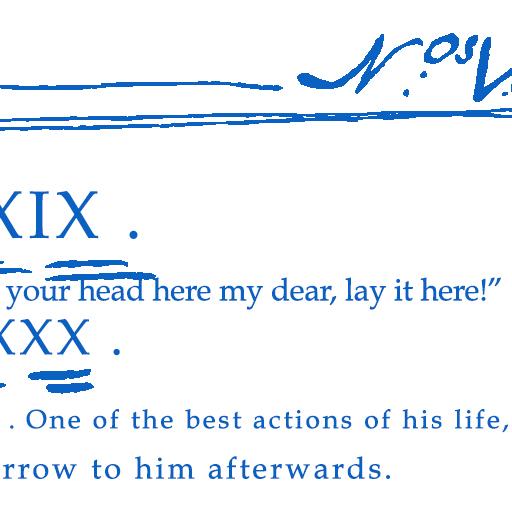 N.os V.
XIX .
your head here my dear, lay it here!”
XXX .
. One of the best actions of his life,
rrow to him afterwards.